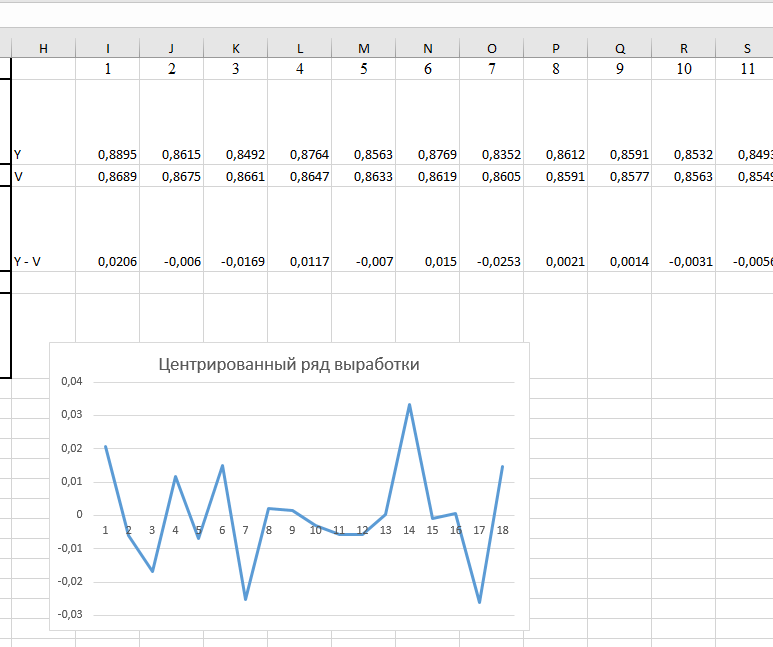 H I J K L M N O P Q R S
1 2 3 4 5 6 7 8 9 10 11
Y 0,8895 0,8615 0,8492 0,8764 0,8563 0,8769 0,8352 0,8612 0,8591 0,8532 0,8493
V 0,8689 0,8675 0,8661 0,8647 0,8633 0,8619 0,8605 0,8591 0,8577 0,8563 0,8549
Y - V 0,0206 -0,006 -0,0169 0,0117 -0,007 0,015 -0,0253 0,0021 0,0014 -0,0031 -0,0056
Центрированный ряд выработки
0,04
0,03
0,02
0,01
0
1 2 3 4 5 6 7 8 9 10 11 12 13 14 15 16 17 18
-0,01
-0,02
-0,03